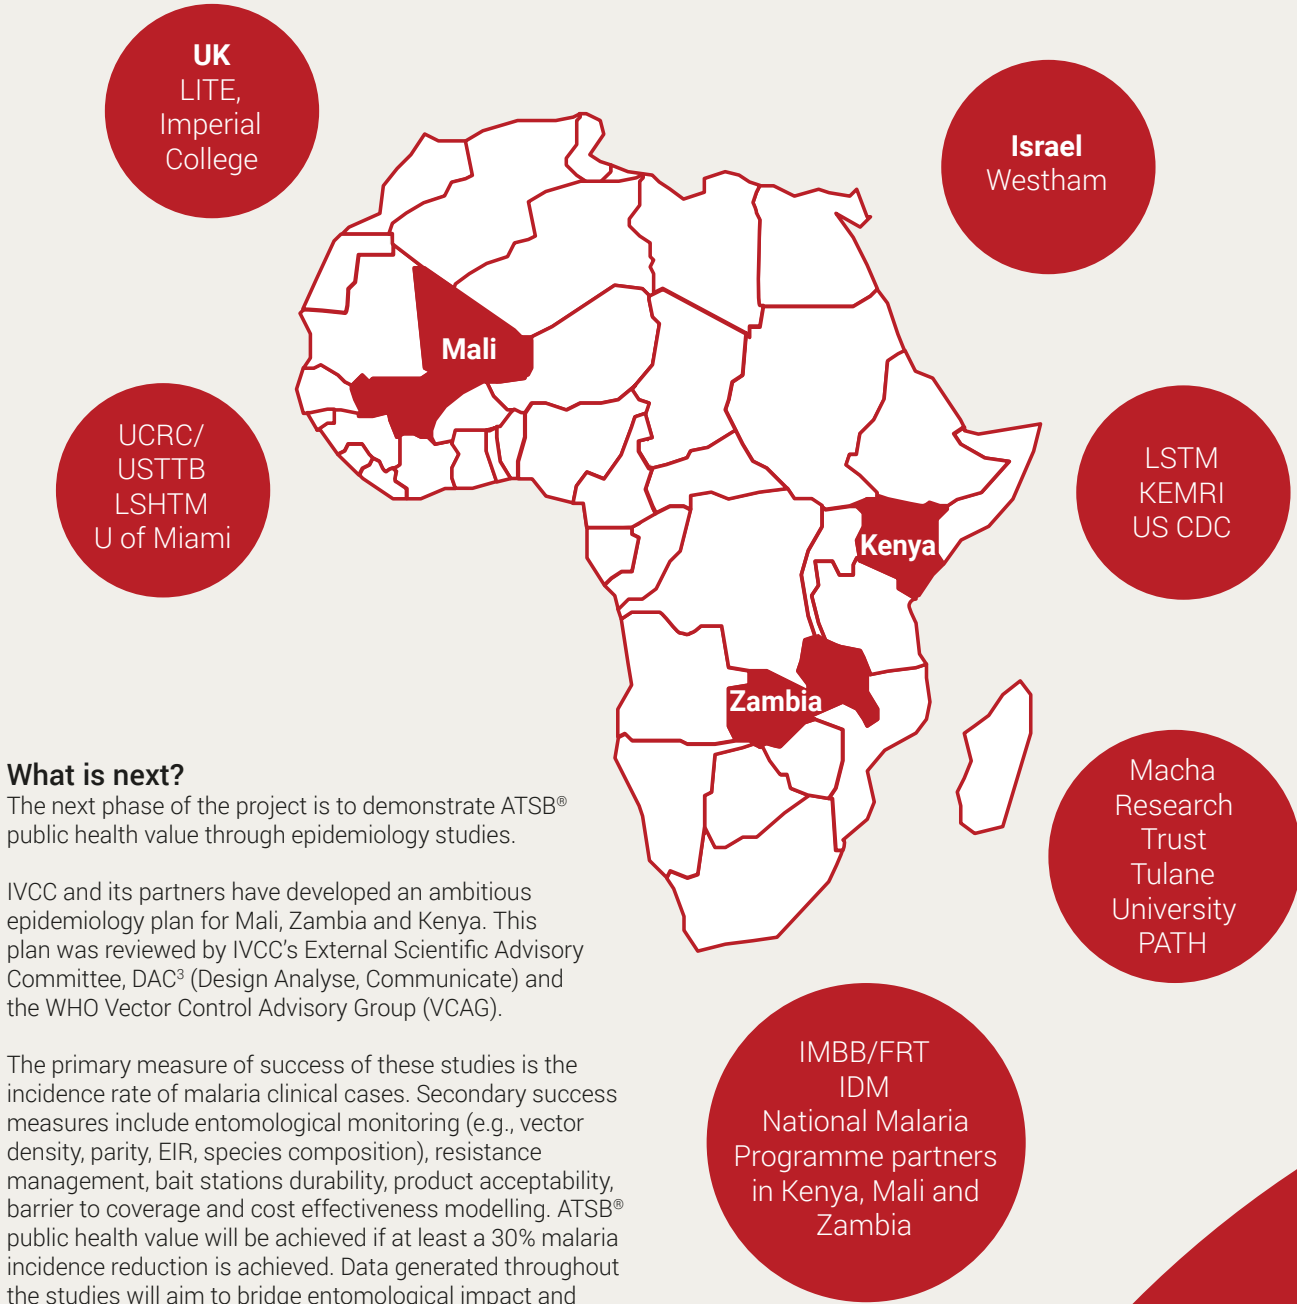 UK
LITE,
Imperial
College
Israel
Westham
Mali
UCRC/
USTTB
LSHTM
U of Miami
LSTM
KEMRI
US CDC
Kenya
Zambia
Macha
Research
Trust
Tulane
University
PATH
What is next?
The next phase of the project is to demonstrate ATSB®
public health value through epidemiology studies.
IVCC and its partners have developed an ambitious
epidemiology plan for Mali, Zambia and Kenya. This
plan was reviewed by IVCC's External Scientific Advisory
Committee, DAC³ (Design Analyse, Communicate) and
the WHO Vector Control Advisory Group (VCAG).
The primary measure of success of these studies is the
incidence rate of malaria clinical cases. Secondary success
measures include entomological monitoring (e.g., vector
density, parity, EIR, species composition), resistance
management, bait stations durability, product acceptability,
barrier to coverage and cost effectiveness modelling. ATSB®
public health value will be achieved if at least a 30% malaria
incidence reduction is achieved. Data generated throughout
the studies will aim to bridge entomological impact and
IMBB/FRT
IDM
National Malaria
Programme partners
in Kenya, Mali and
Zambia